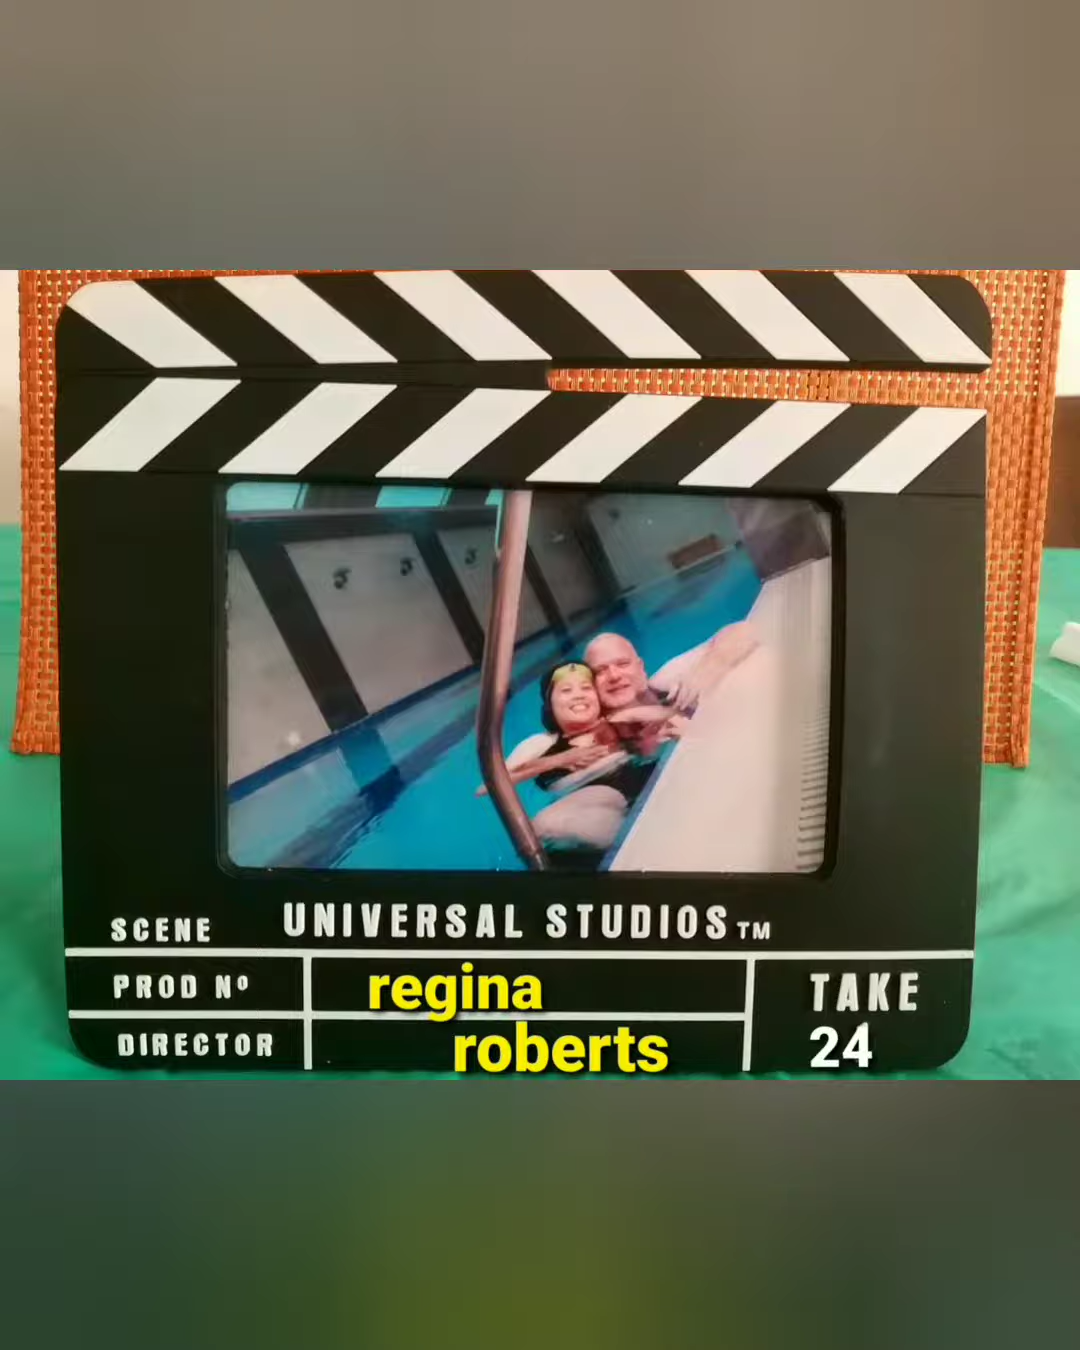 SCENE UNIVERSAL STUDIOS TM
PROD Nº regina TAKE
DIRECTOR roberts 24